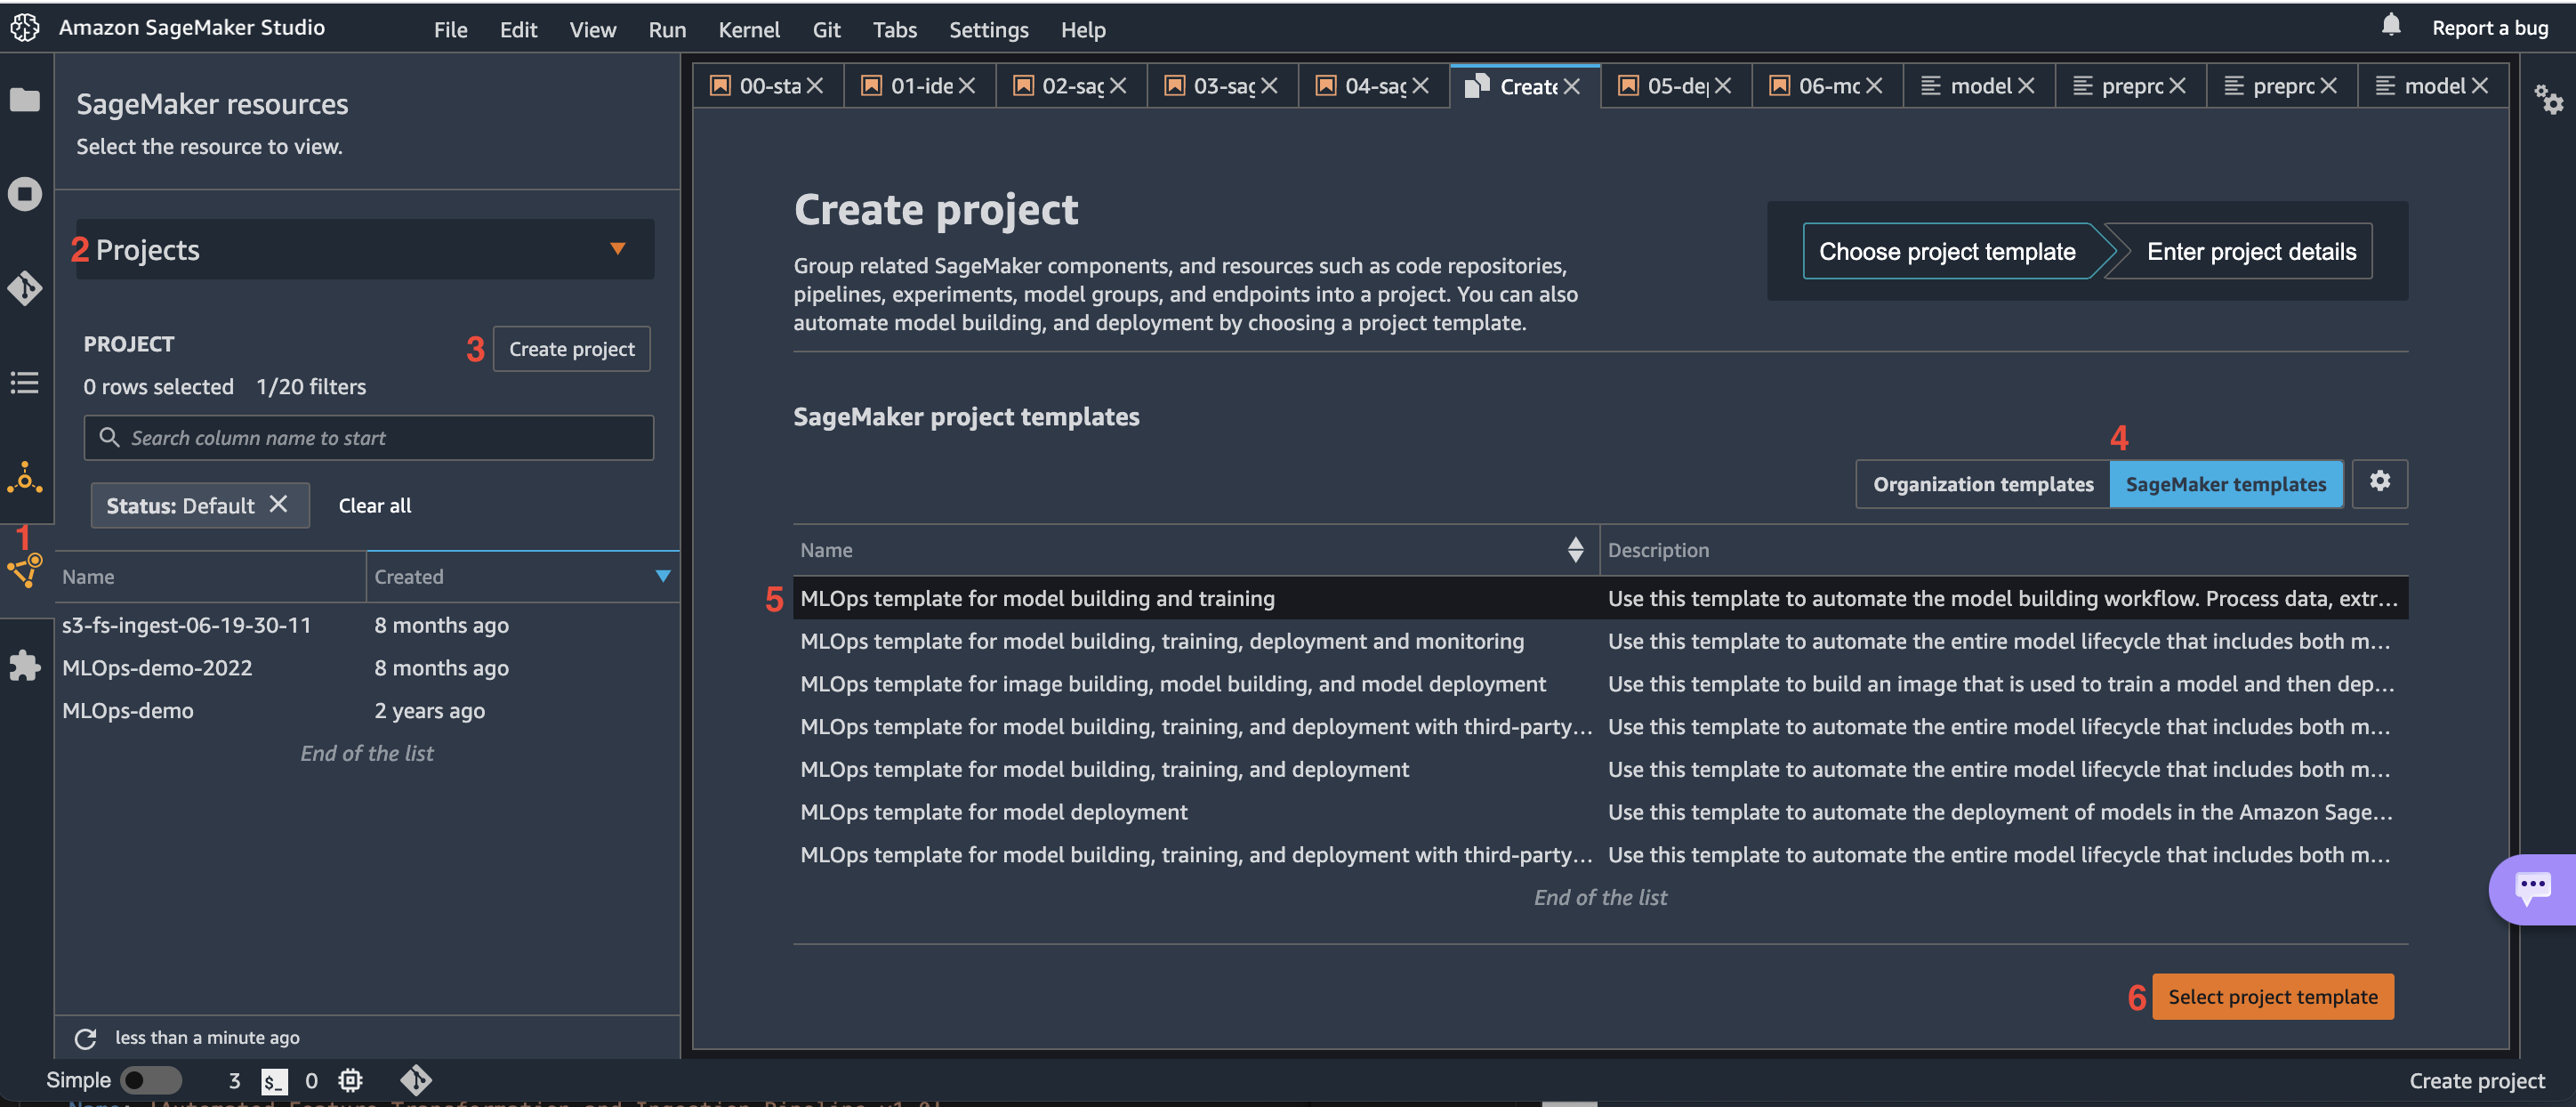 Amazon SageMaker Studio File Edit View Run Kernel Git Tabs Settings Help Report a bug
SageMaker resources
Select the resource to view.
2 Projects
PROJECT
3 Create project
0 rows selected 1/20 filters
Search column name to start
Status: Default Clear all
1
Name Created
s3-fs-ingest-06-19-30-11 8 months ago
MLOps-demo-2022 8 months ago
MLOps-demo 2 years ago
End of the list
less than a minute ago
00-sta 01-ide 02-sag 03-sag 04-sag Create 05-dep 06-mo model prepro prepro model
Create project
Group related SageMaker components, and resources such as code repositories,
pipelines, experiments, model groups, and endpoints into a project. You can also
automate model building, and deployment by choosing a project template.
Choose project template Enter project details
SageMaker project templates
4
Organization templates SageMaker templates
Name Description
5 MLOps template for model building and training Use this template to automate the model building workflow. Process data, extr...
MLOps template for model building, training, deployment and monitoring Use this template to automate the entire model lifecycle that includes both m...
MLOps template for image building, model building, and model deployment Use this template to build an image that is used to train a model and then dep...
MLOps template for model building, training, and deployment with third-party... Use this template to automate the entire model lifecycle that includes both m...
MLOps template for model building, training, and deployment Use this template to automate the entire model lifecycle that includes both m...
MLOps template for model deployment Use this template to automate the deployment of models in the Amazon Sage...
MLOps template for model building, training, and deployment with third-party... Use this template to automate the entire model lifecycle that includes both m...
End of the list
6 Select project template
Simple 3 $_ 0 Create project